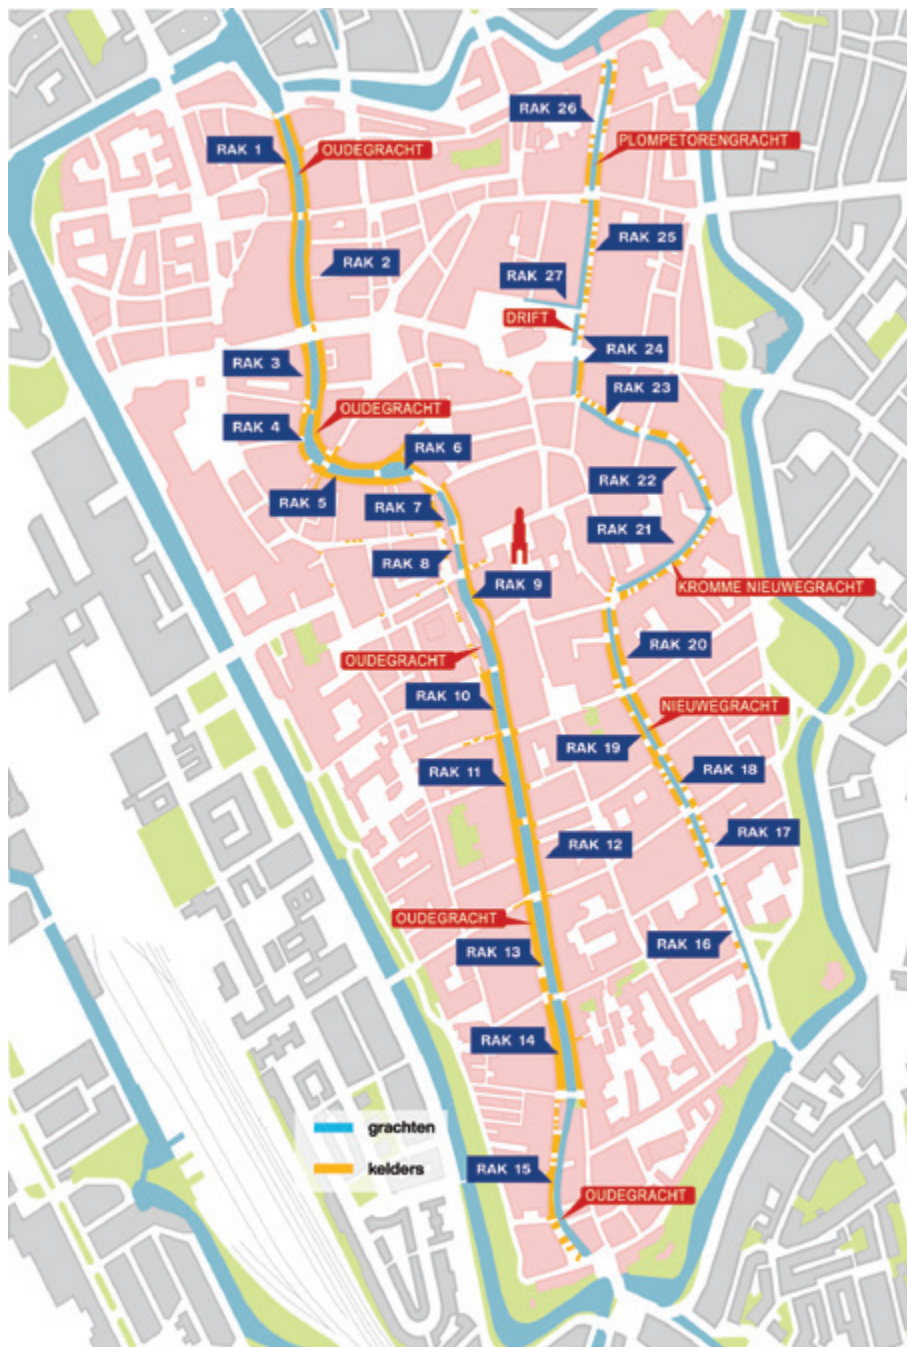 RAK 26
RAK 1
OUDEGRACHT
PLOMPETORENGRACHT
RAK 25
RAK 2
RAK 27
DRIFT
RAK 24
RAK 3
RAK 23
OUDEGRACHT
RAK 4
RAK 6
RAK 22
RAK 5
RAK 7
RAK 21
RAK 8
RAK 9
KROMME NIEUWEGRACHT
RAK 20
OUDEGRACHT
RAK 10
NIEUWEGRACHT
RAK 19
RAK 18
RAK 11
RAK 17
RAK 12
OUDEGRACHT
RAK 16
RAK 13
RAK 14
grachten
kelders
RAK 15
OUDEGRACHT